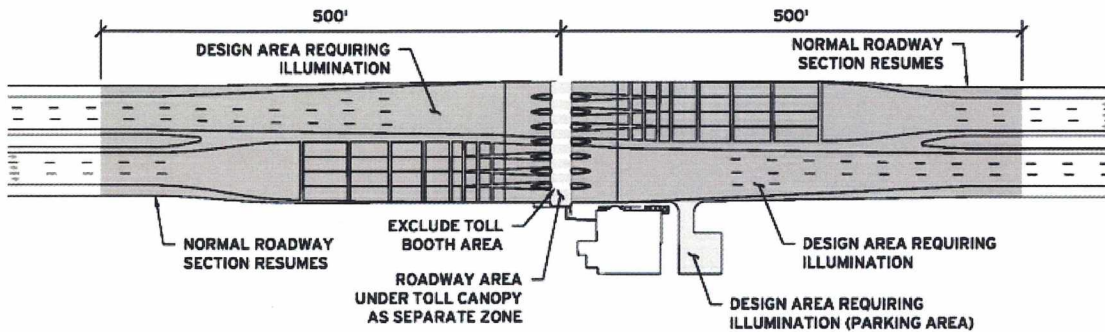 500'
500'
DESIGN AREA REQUIRING
ILLUMINATION
NORMAL ROADWAY
SECTION RESUMES
NORMAL ROADWAY
SECTION RESUMES
EXCLUDE TOLL
BOOTH AREA
ROADWAY AREA
UNDER TOLL CANOPY
AS SEPARATE ZONE
DESIGN AREA REQUIRING
ILLUMINATION
DESIGN AREA REQUIRING
ILLUMINATION (PARKING AREA)